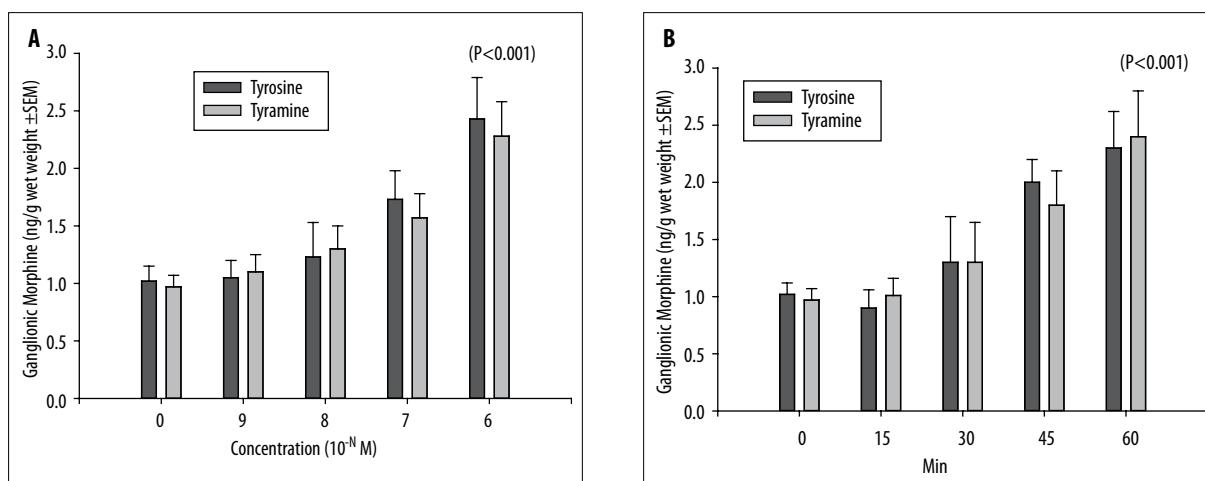 A
Ganglionic Morphine (ng/g wet weight ±SEM)
3.0
2.5
2.0
1.5
1.0
0.5
0.0
(P<0.001)
Tyrosine
Tyramine
0 9 8 7 6
Concentration (10⁻ᴺ M)
B
Ganglionic Morphine (ng/g wet weight ±SEM)
3.0
2.5
2.0
1.5
1.0
0.5
0.0
(P<0.001)
Tyrosine
Tyramine
0 15 30 45 60
Min